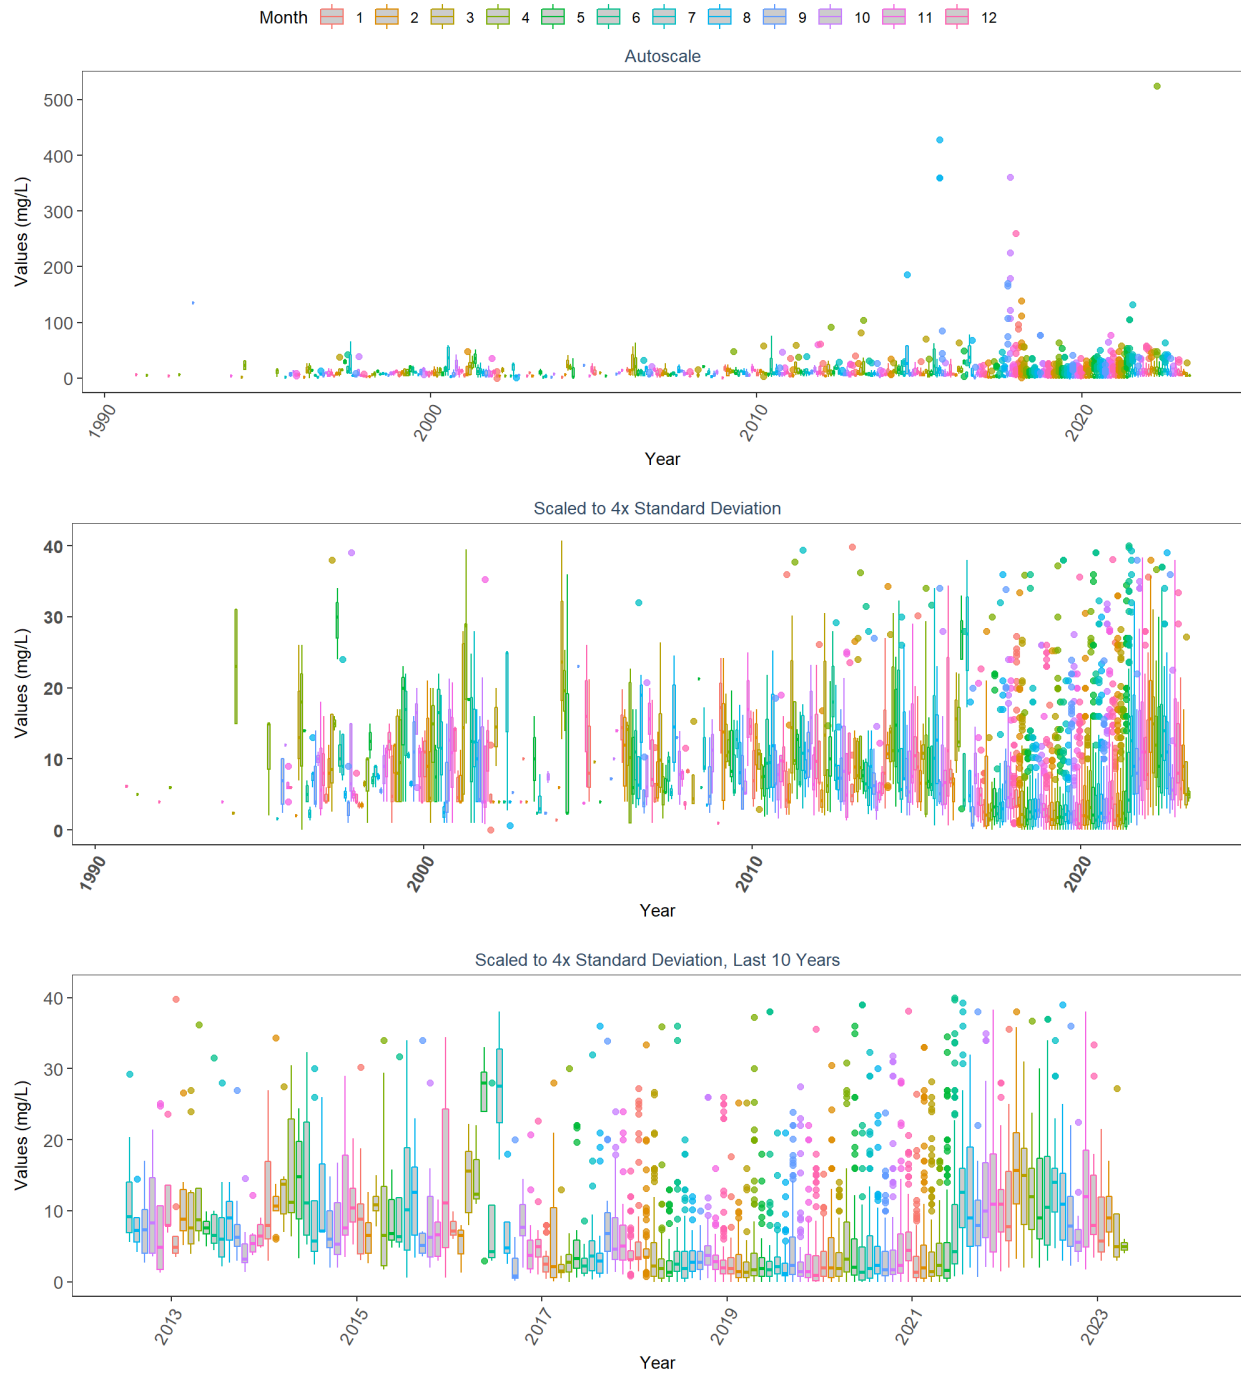 Month 1 2 3 4 5 6 7 8 9 10 11 12
Autoscale
Values (mg/L)
500
400
300
200
100
0
1990 2000 2010 2020
Year
Scaled to 4x Standard Deviation
Values (mg/L)
40
30
20
10
0
1990 2000 2010 2020
Year
Scaled to 4x Standard Deviation, Last 10 Years
Values (mg/L)
40
30
20
10
0
2013 2015 2017 2019 2021 2023
Year